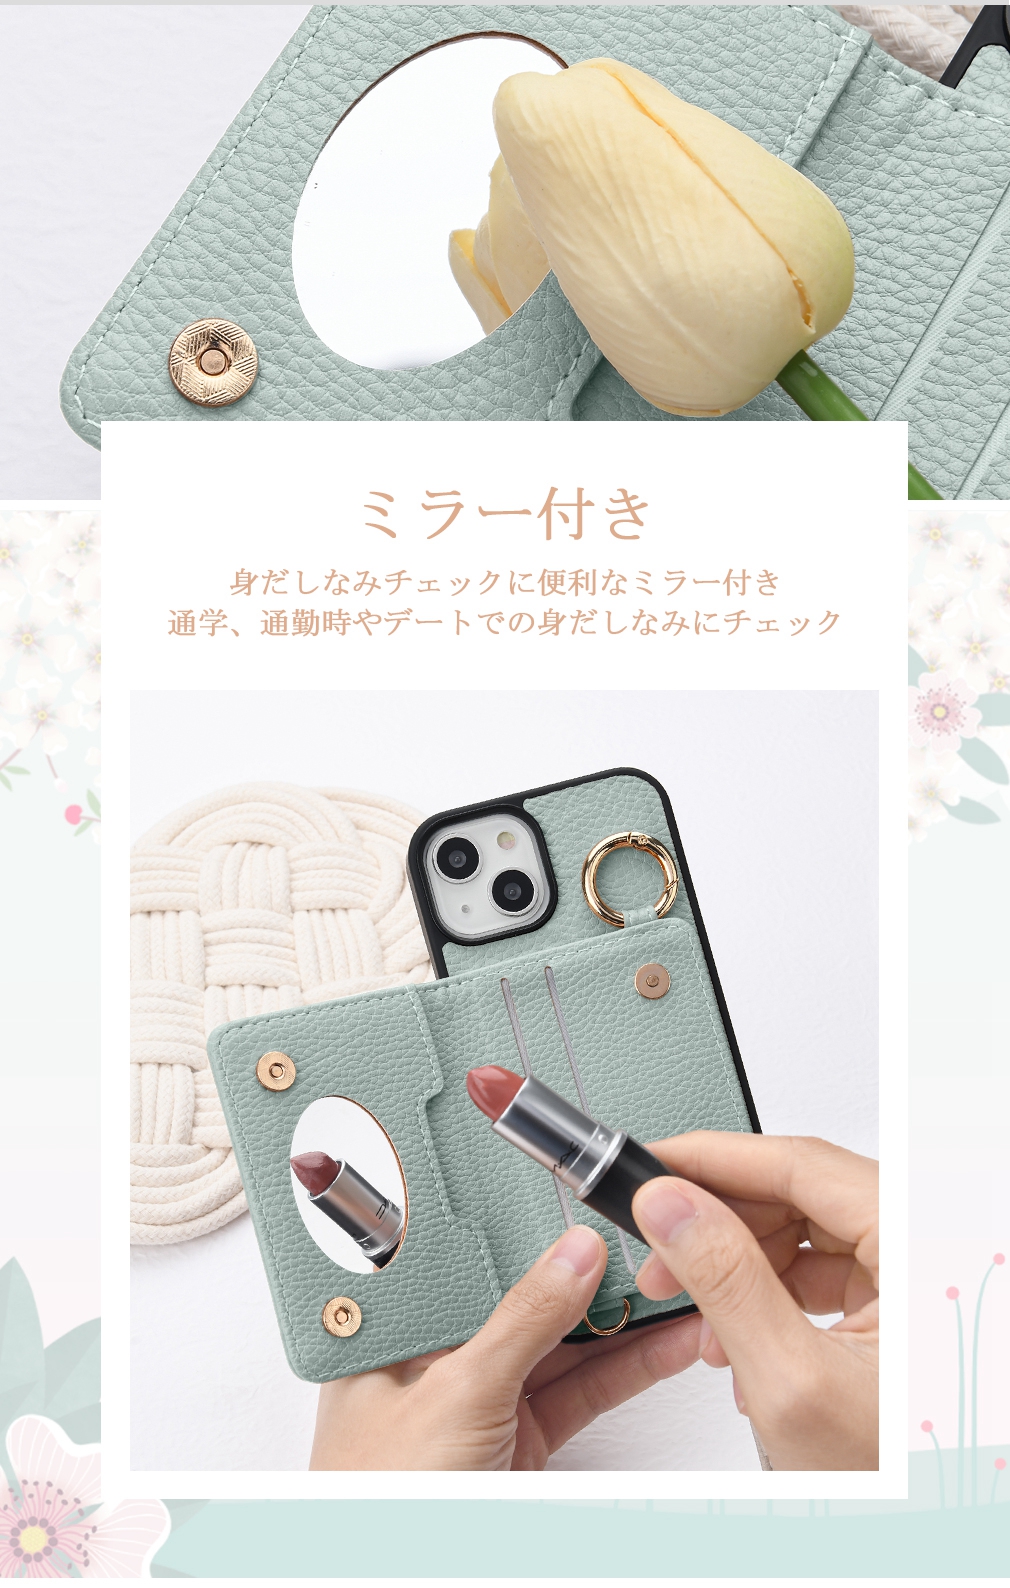 ミラー付き
身だしなみチェックに便利なミラー付き
通学、通勤時やデートでの身だしなみにチェック
MAC